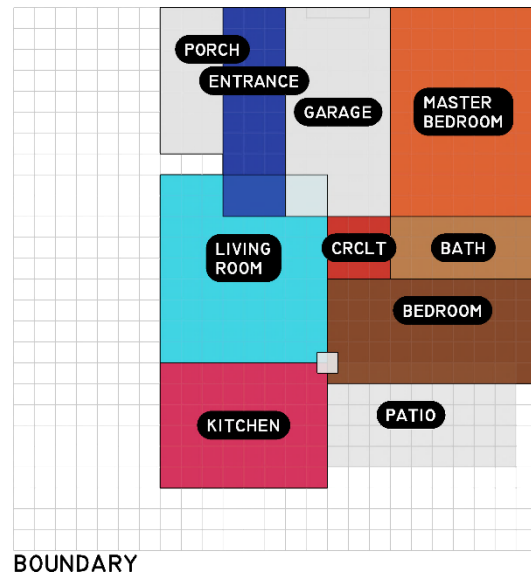 PORCH
ENTRANCE
GARAGE
MASTER
BEDROOM
LIVING
ROOM
CRCLT
BATH
BEDROOM
KITCHEN
PATIO
BOUNDARY